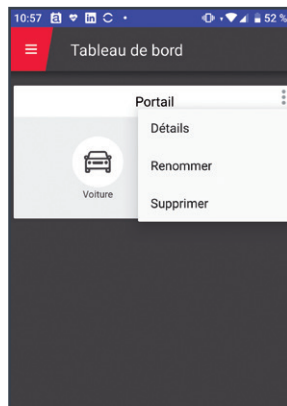 10:57 52 %
Tableau de bord
Portail
Détails
Renommer
Supprimer
Voiture